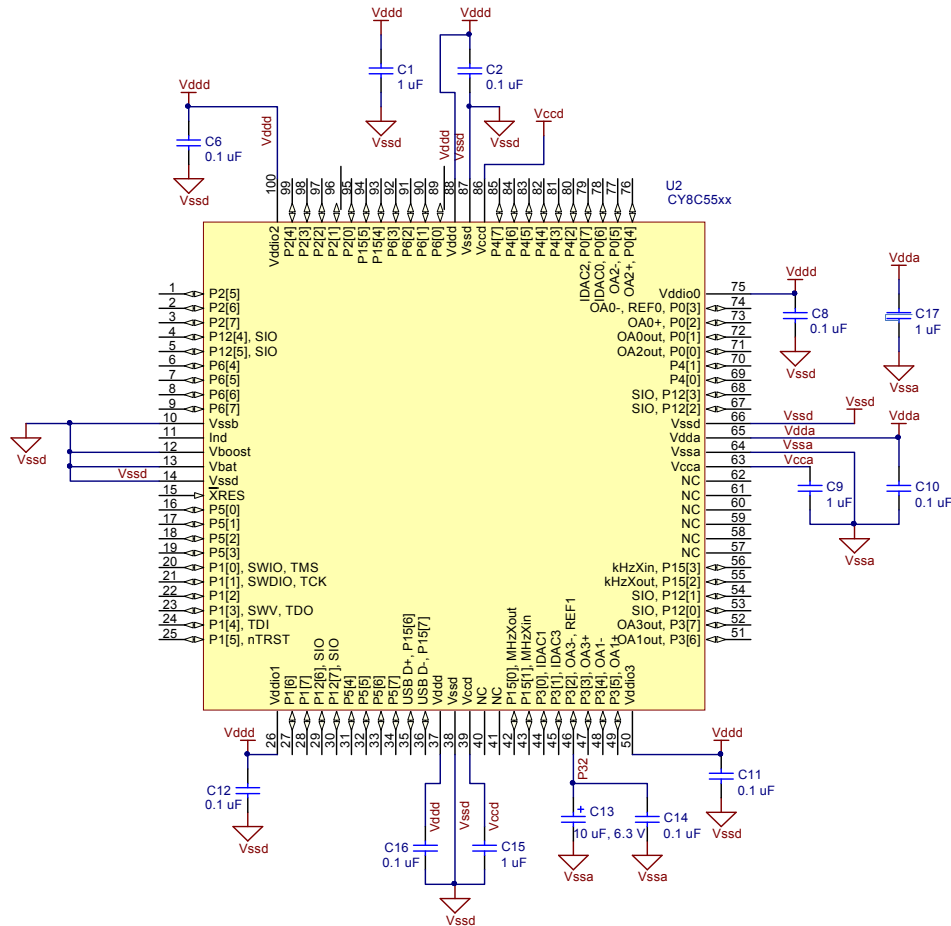 Vddd
C1
1 uF
Vssd
Vddd
C2
0.1 uF
Vssd
Vccd
Vddd
C6
0.1 uF
Vssd
Vddd
Vddd
Vssd
U2
CY8C55xx
100
99
98
97
96
95
94
93
92
91
90
89
88
87
86
85
84
83
82
81
80
79
78
77
76
Vddio2
P2[4]
P2[3]
P2[2]
P2[1]
P2[0]
P15[5]
P15[4]
P6[3]
P6[2]
P6[1]
P6[0]
Vddd
Vssd
Vccd
P4[7]
P4[6]
P4[5]
P4[4]
P4[3]
P4[2]
IDAC2, P0[7]
IDAC0, P0[6]
OA2-, P0[5]
OA2+, P0[4]
1 P2[5]
2 P2[6]
3 P2[7]
4 P12[4], SIO
5 P12[5], SIO
6 P6[4]
7 P6[5]
8 P6[6]
9 P6[7]
10 Vssb
11 Ind
12 Vboost
13 Vbat
14 Vssd
15 XRES
16 P5[0]
17 P5[1]
18 P5[2]
19 P5[3]
20 P1[0], SWIO, TMS
21 P1[1], SWDIO, TCK
22 P1[2]
23 P1[3], SWV, TDO
24 P1[4], TDI
25 P1[5], nTRST
Vssd
Vssd
Vddio0 75
OA0-, REF0, P0[3] 74
OA0+, P0[2] 73
OA0out, P0[1] 72
OA2out, P0[0] 71
P4[1] 70
P4[0] 69
SIO, P12[3] 68
SIO, P12[2] 67
Vssd 66
Vdda 65
Vssa 64
Vcca 63
NC 62
NC 61
NC 60
NC 59
NC 58
NC 57
kHzXin, P15[3] 56
kHzXout, P15[2] 55
SIO, P12[1] 54
SIO, P12[0] 53
OA3out, P3[7] 52
OA1out, P3[6] 51
Vddd
C8
0.1 uF
Vssd
Vdda
C17
1 uF
Vssa
Vssd
Vssd
Vdda
Vdda
Vssa
Vcca
C9
1 uF
C10
0.1 uF
Vssa
Vddio1
P1[6]
P1[7]
P12[6], SIO
P12[7], SIO
P5[4]
P5[5]
P5[6]
P5[7]
USB D+, P15[6]
USB D-, P15[7]
Vddd
Vssd
Vccd
NC
NC
P15[0], MHzXout
P15[1], MHzXin
P3[0], IDAC1
P3[1], IDAC3
P3[2], OA3-, REF1
P3[3], OA3+
P3[4], OA1-
P3[5], OA1+
Vddio3
26
27
28
29
30
31
32
33
34
35
36
37
38
39
40
41
42
43
44
45
46
47
48
49
50
Vddd
C12
0.1 uF
Vssd
Vddd
Vssd
Vccd
C16
0.1 uF
C15
1 uF
Vssd
P32
+
C13
10 uF, 6.3 V
Vssa
C14
0.1 uF
Vssa
Vddd
C11
0.1 uF
Vssd